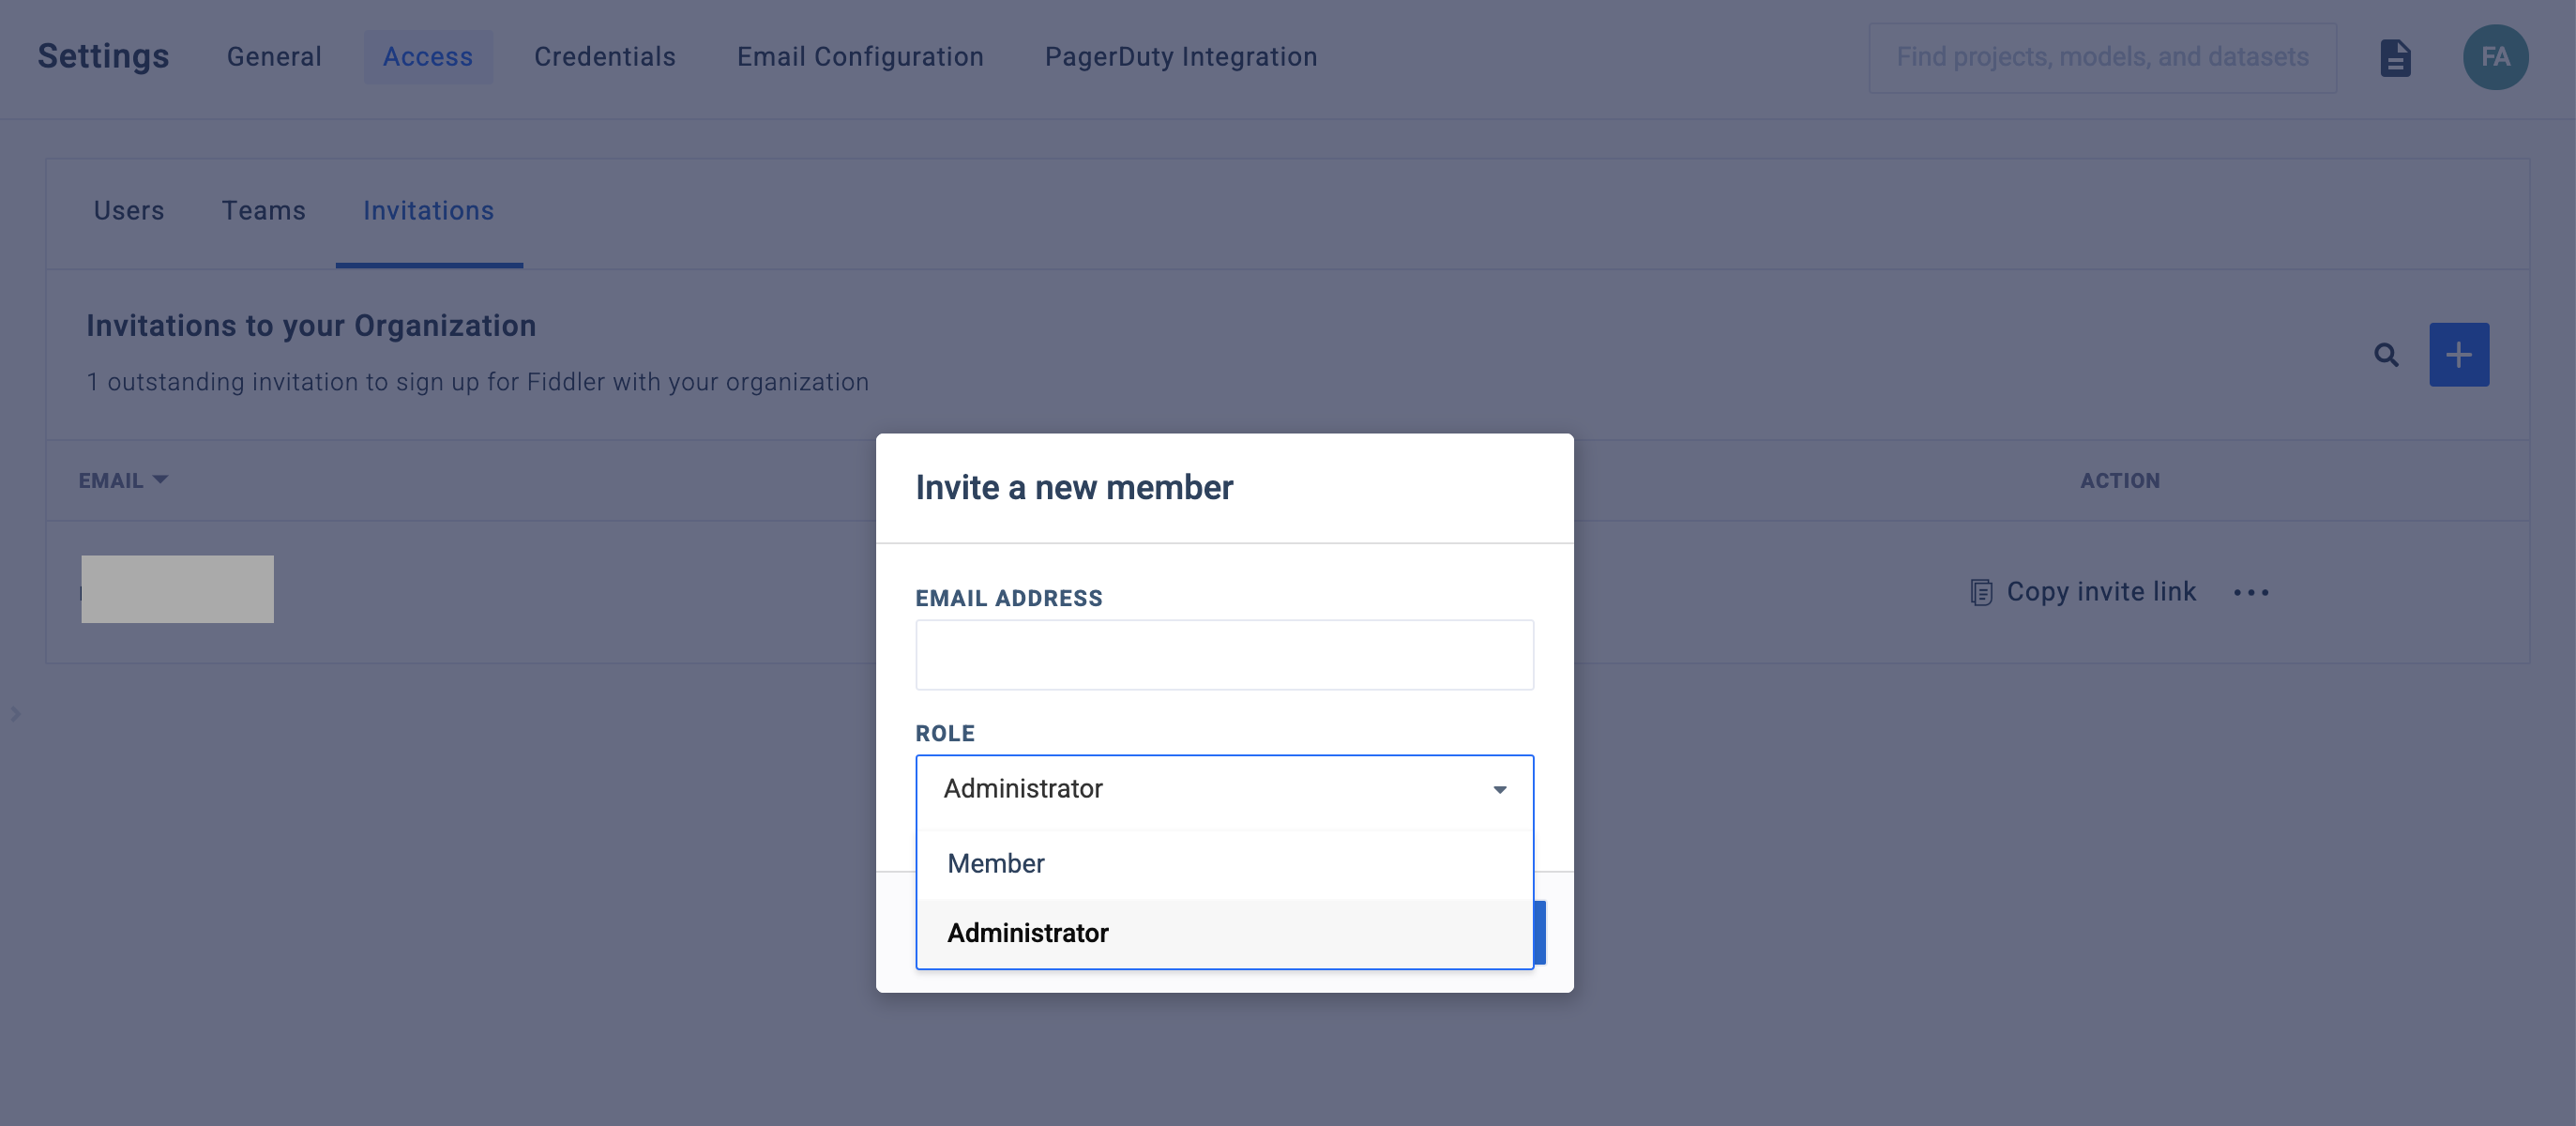 Settings General Access Credentials Email Configuration PagerDuty Integration Find projects, models, and datasets FA
Users Teams Invitations
Invitations to your Organization
1 outstanding invitation to sign up for Fiddler with your organization
EMAIL ACTION
Copy invite link
Invite a new member
EMAIL ADDRESS
ROLE
Administrator
Member
Administrator